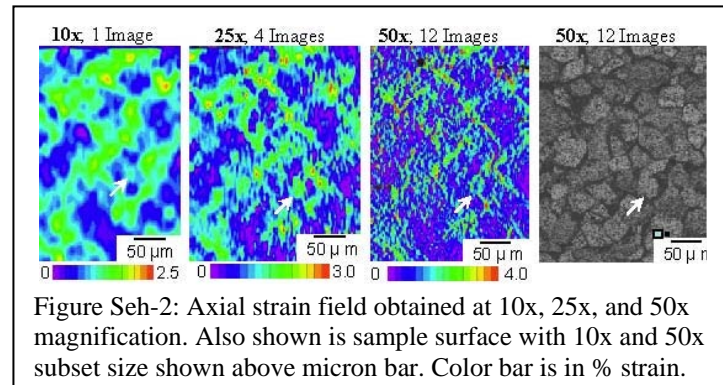 10x, 1 Image
25x, 4 Images
50x, 12 Images
50x, 12 Images
50 µm
50 µm
50 µm
50 µm
0 2.5
0 3.0
0 4.0
Figure Seh-2: Axial strain field obtained at 10x, 25x, and 50x
magnification. Also shown is sample surface with 10x and 50x
subset size shown above micron bar. Color bar is in % strain.